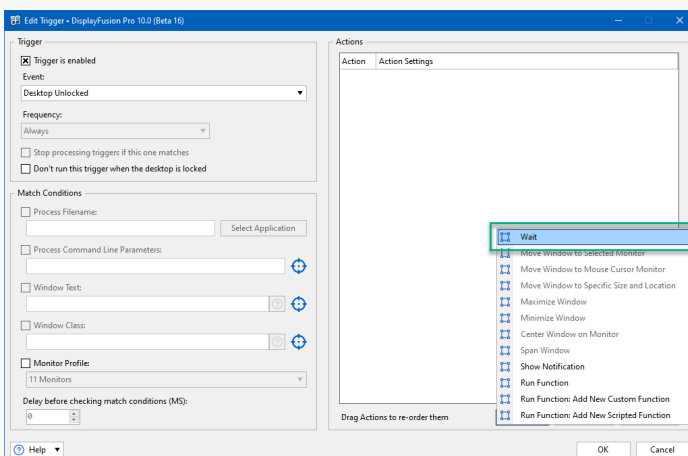 Edit Trigger • DisplayFusion Pro 10.0 (Beta 16)
Trigger
Trigger is enabled
Event:
Desktop Unlocked
Frequency:
Always
Stop processing triggers if this one matches
Don't run this trigger when the desktop is locked
Match Conditions
Process Filename:
Select Application
Process Command Line Parameters:
Window Text:
Window Class:
Monitor Profile:
11 Monitors
Delay before checking match conditions (MS):
0
Help
Actions
Action Action Settings
Wait
Move Window to Selected Monitor
Move Window to Mouse Cursor Monitor
Move Window to Specific Size and Location
Maximize Window
Minimize Window
Center Window on Monitor
Span Window
Show Notification
Run Function
Run Function: Add New Custom Function
Run Function: Add New Scripted Function
Drag Actions to re-order them
OK Cancel